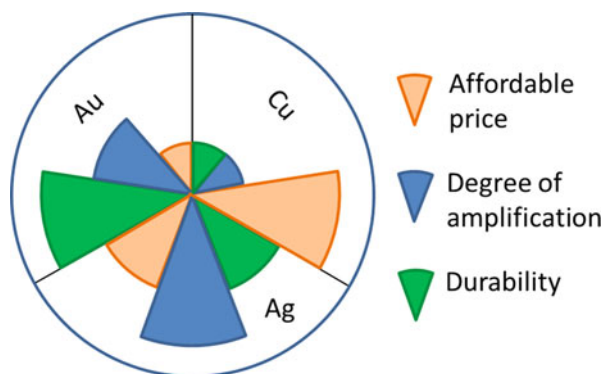 Au
Cu
Ag
Affordable
price
Degree of
amplification
Durability